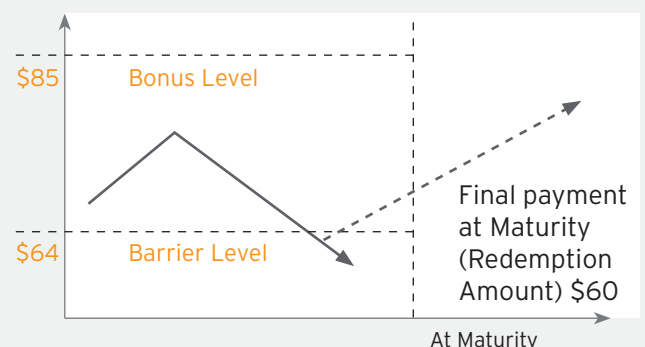 $85
Bonus Level
$64
Barrier Level
Final payment
at Maturity
(Redemption
Amount) $60
At Maturity